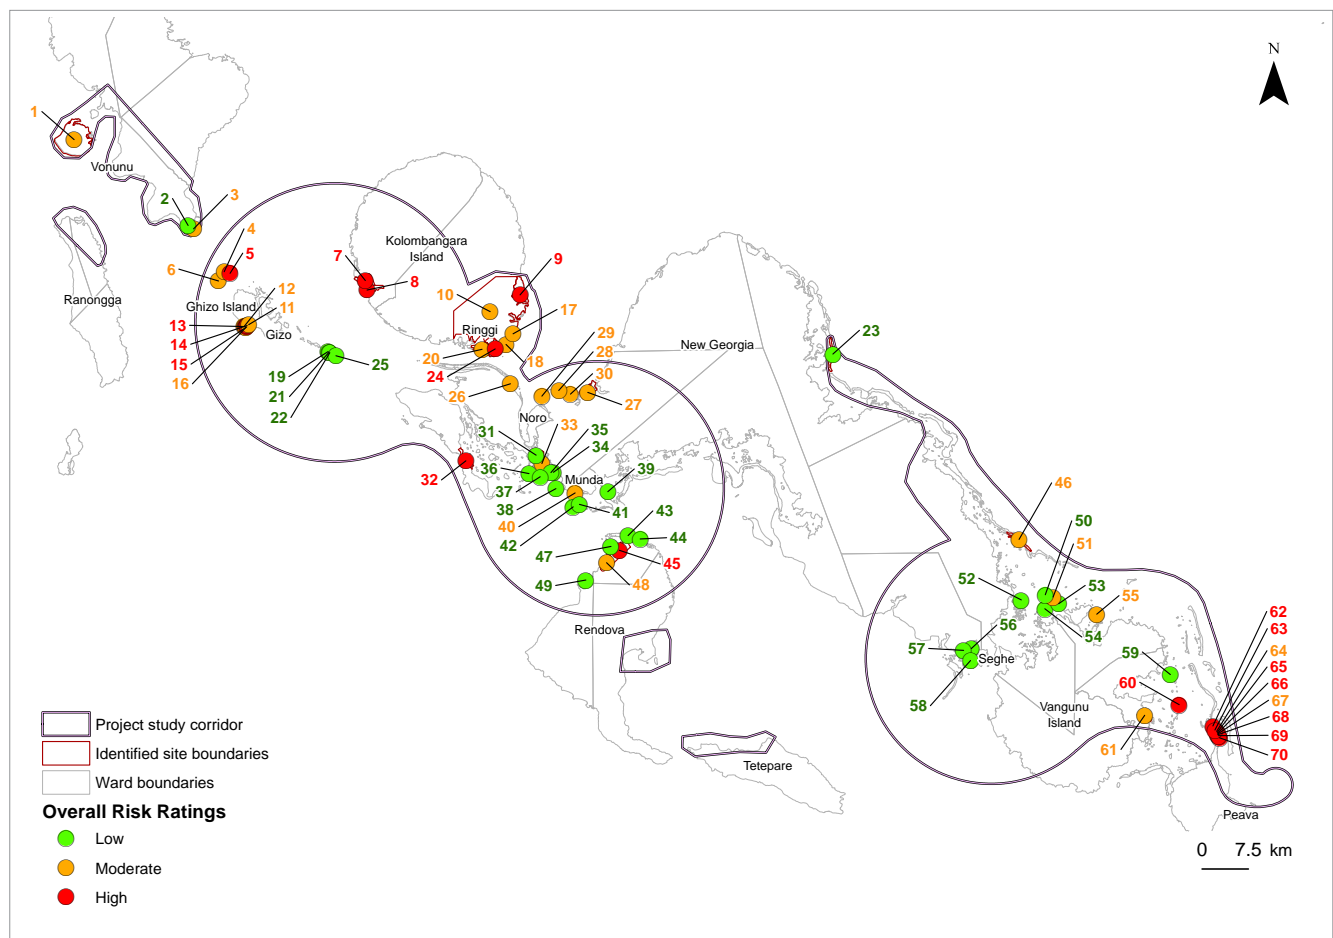 N
1
Vonunu
2
3
4
5
6
Ranongga
Ghizo Island
Gizo
12
11
13
14
15
16
7
8
Kolombangara
Island
9
10
Ringgi
17
18
20
24
19
21
22
25
26
29
28
30
27
Noro
New Georgia
23
31
33
35
34
32
36
37
38
Munda
39
40
41
42
43
44
47
45
48
49
Rendova
46
50
51
52
53
54
55
56
57
Seghe
58
59
60
61
Vangunu
Island
62
63
64
65
66
67
68
69
70
Tetepare
Peava
Project study corridor
Identified site boundaries
Ward boundaries
Overall Risk Ratings
Low
Moderate
High
0 7.5 km